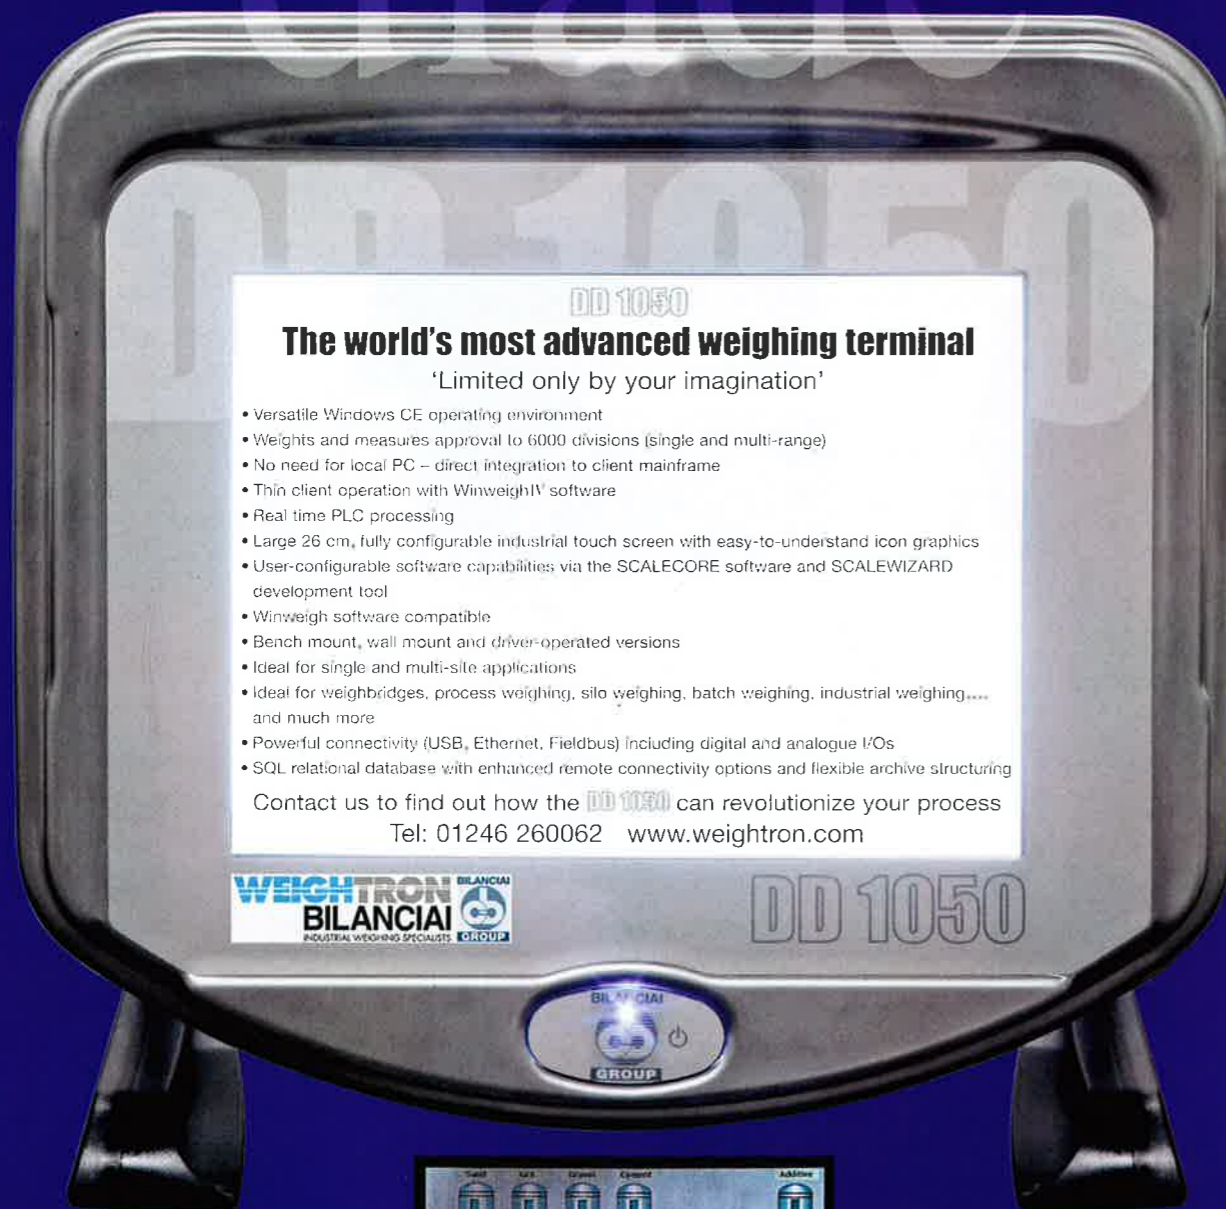 DD 1050
DD 1050
The world's most advanced weighing terminal
'Limited only by your imagination'
• Versatile Windows CE operating environment
• Weights and measures approval to 6000 divisions (single and multi-range)
• No need for local PC – direct integration to client mainframe
• Thin client operation with WinweighIV software
• Real time PLC processing
• Large 26 cm, fully configurable industrial touch screen with easy-to-understand icon graphics
• User-configurable software capabilities via the SCALECORE software and SCALEWIZARD
development tool
• Winweigh software compatible
• Bench mount, wall mount and driver-operated versions
• Ideal for single and multi-site applications
• Ideal for weighbridges, process weighing, silo weighing, batch weighing, industrial weighing....
and much more
• Powerful connectivity (USB, Ethernet, Fieldbus) including digital and analogue I/Os
• SQL relational database with enhanced remote connectivity options and flexible archive structuring
Contact us to find out how the DD 1050 can revolutionize your process
Tel: 01246 260062 www.weightron.com
WEIGHTRON
BILANCIAI
INDUSTRIAL WEIGHING SPECIALISTS
BILANCIAI
GROUP
DD 1050
BILANCIAI
GROUP
Sand Gravel Cement Additive